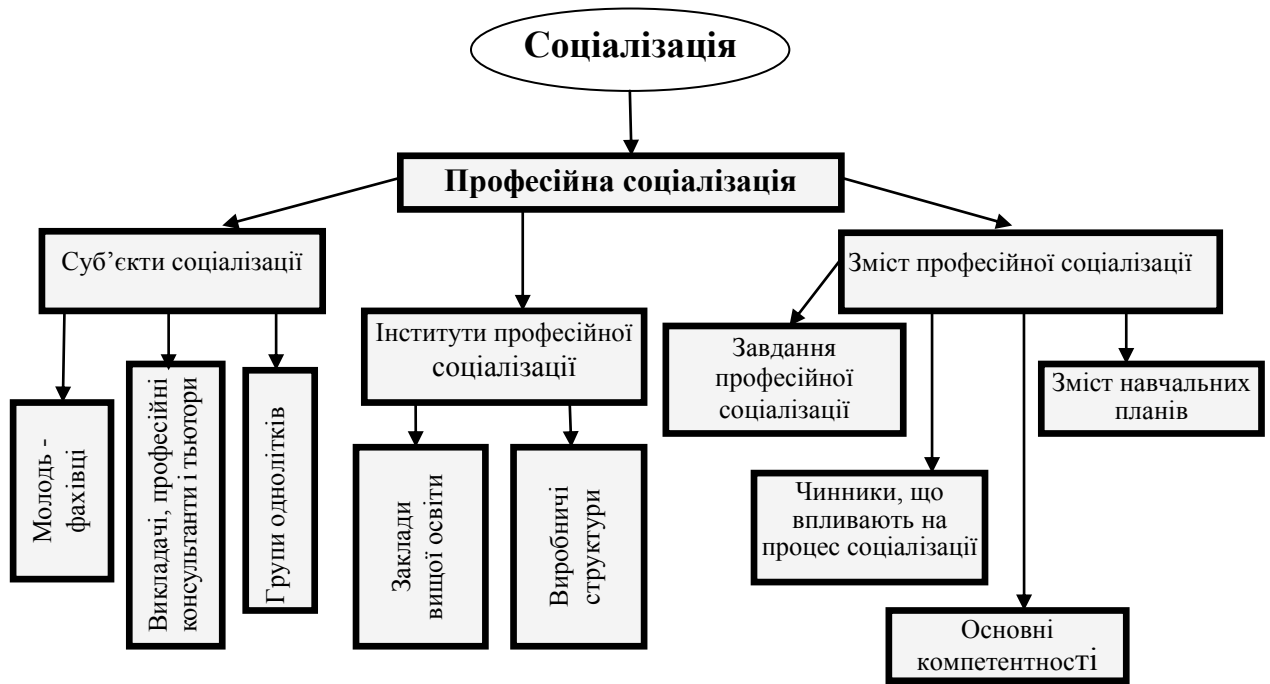 Соціалізація
Професійна соціалізація
Суб’єкти соціалізації
Зміст професійної соціалізації
Інститути професійної
соціалізації
Завдання
професійної
соціалізації
Зміст навчальних
планів
Молодь -
фахівці
Викладачі, професійні
консультанти і тьютори
Групи однолітків
Заклади
вищої освіти
Виробничі
структури
Чинники, що
впливають на
процес соціалізації
Основні
компетентності